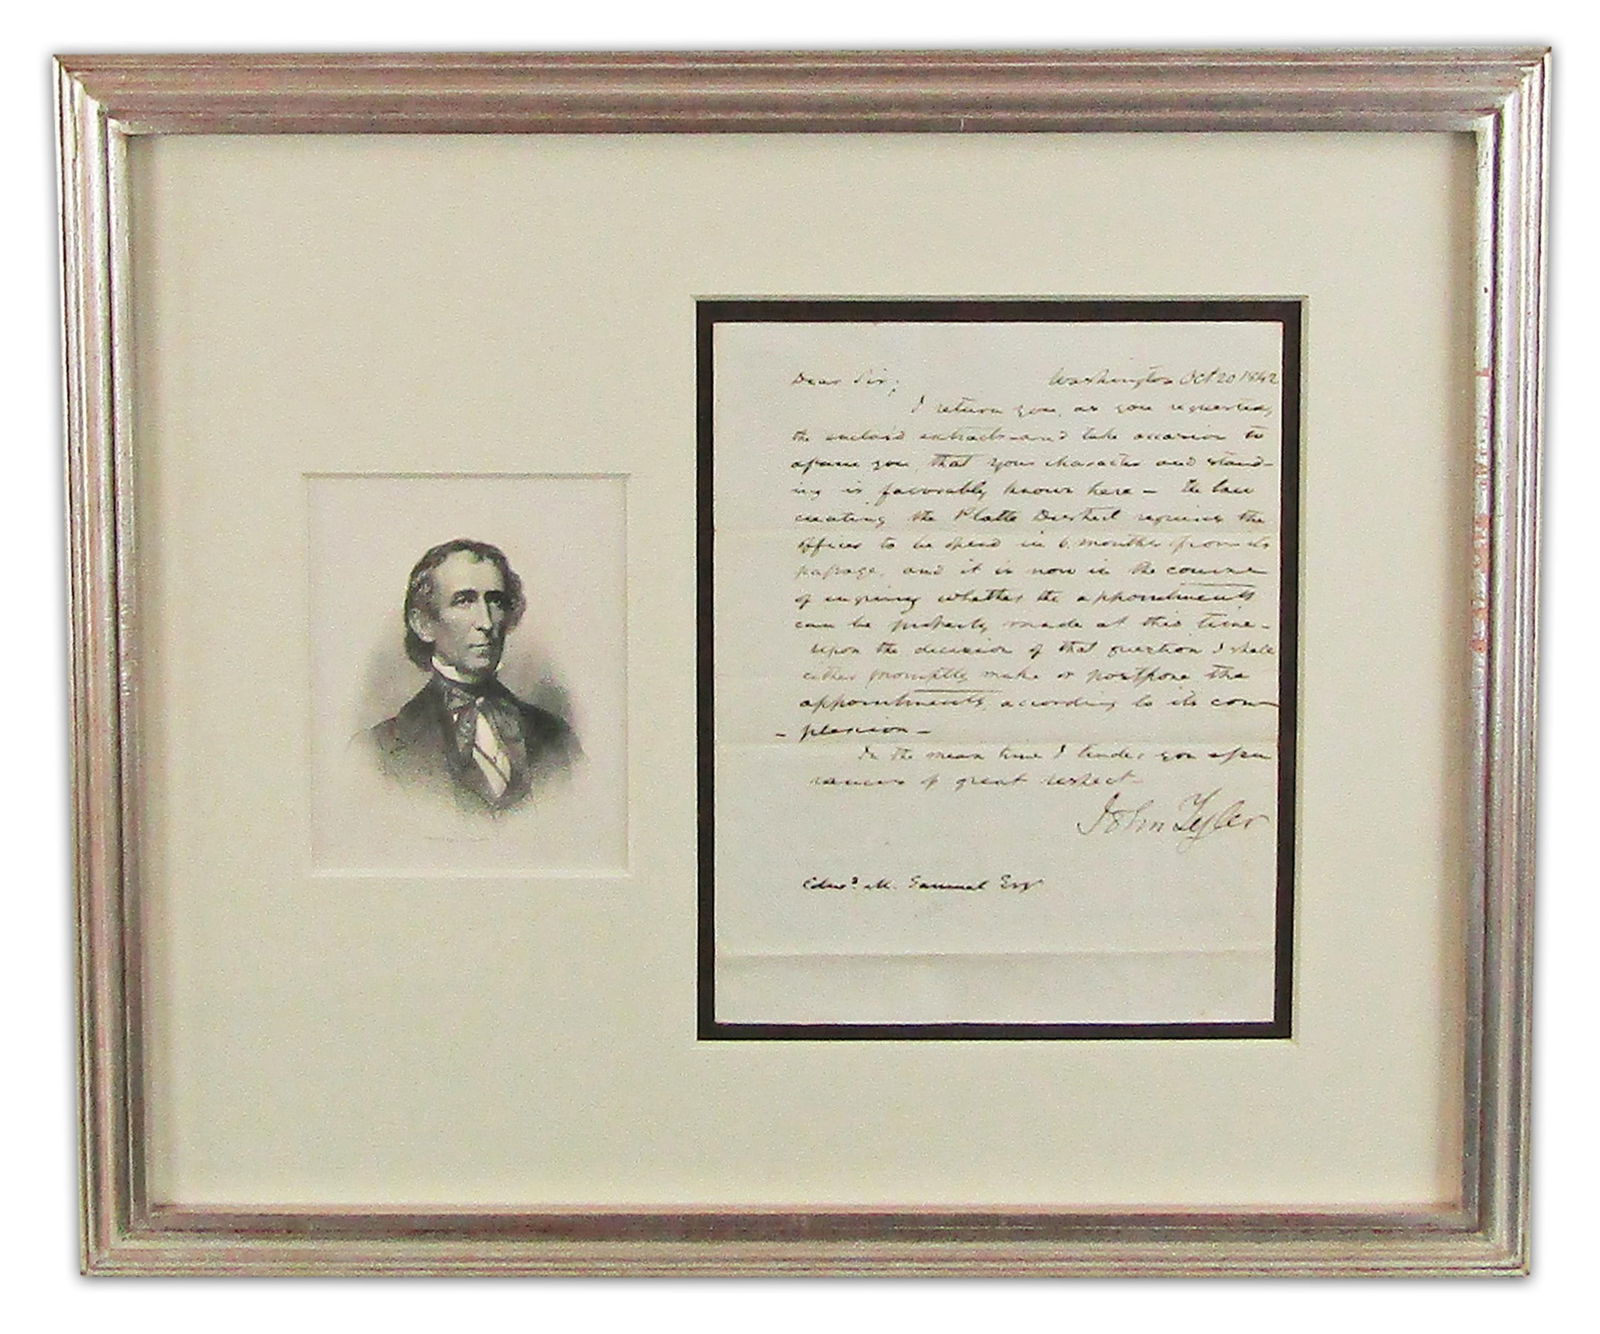 Dear Sir; Washington Oct 20 1842
I return you, as you requested,
the enclos'd extracts—and take occasion to
assure you, that your character and stand-
ing is favorably known here — The law
creating the Platte District requires the
offices to be open'd in 6 months from its
passage, and it is now in the course
of inquiry whether the appointments
can be properly made at this time—
upon the decision of that question I shall
either promptly make or postpone the
appointments, according to its com-
- plexion —
In the mean time I tender you assu
rances of great respect
John Tyler
Edwd. M. Samuel Esqr